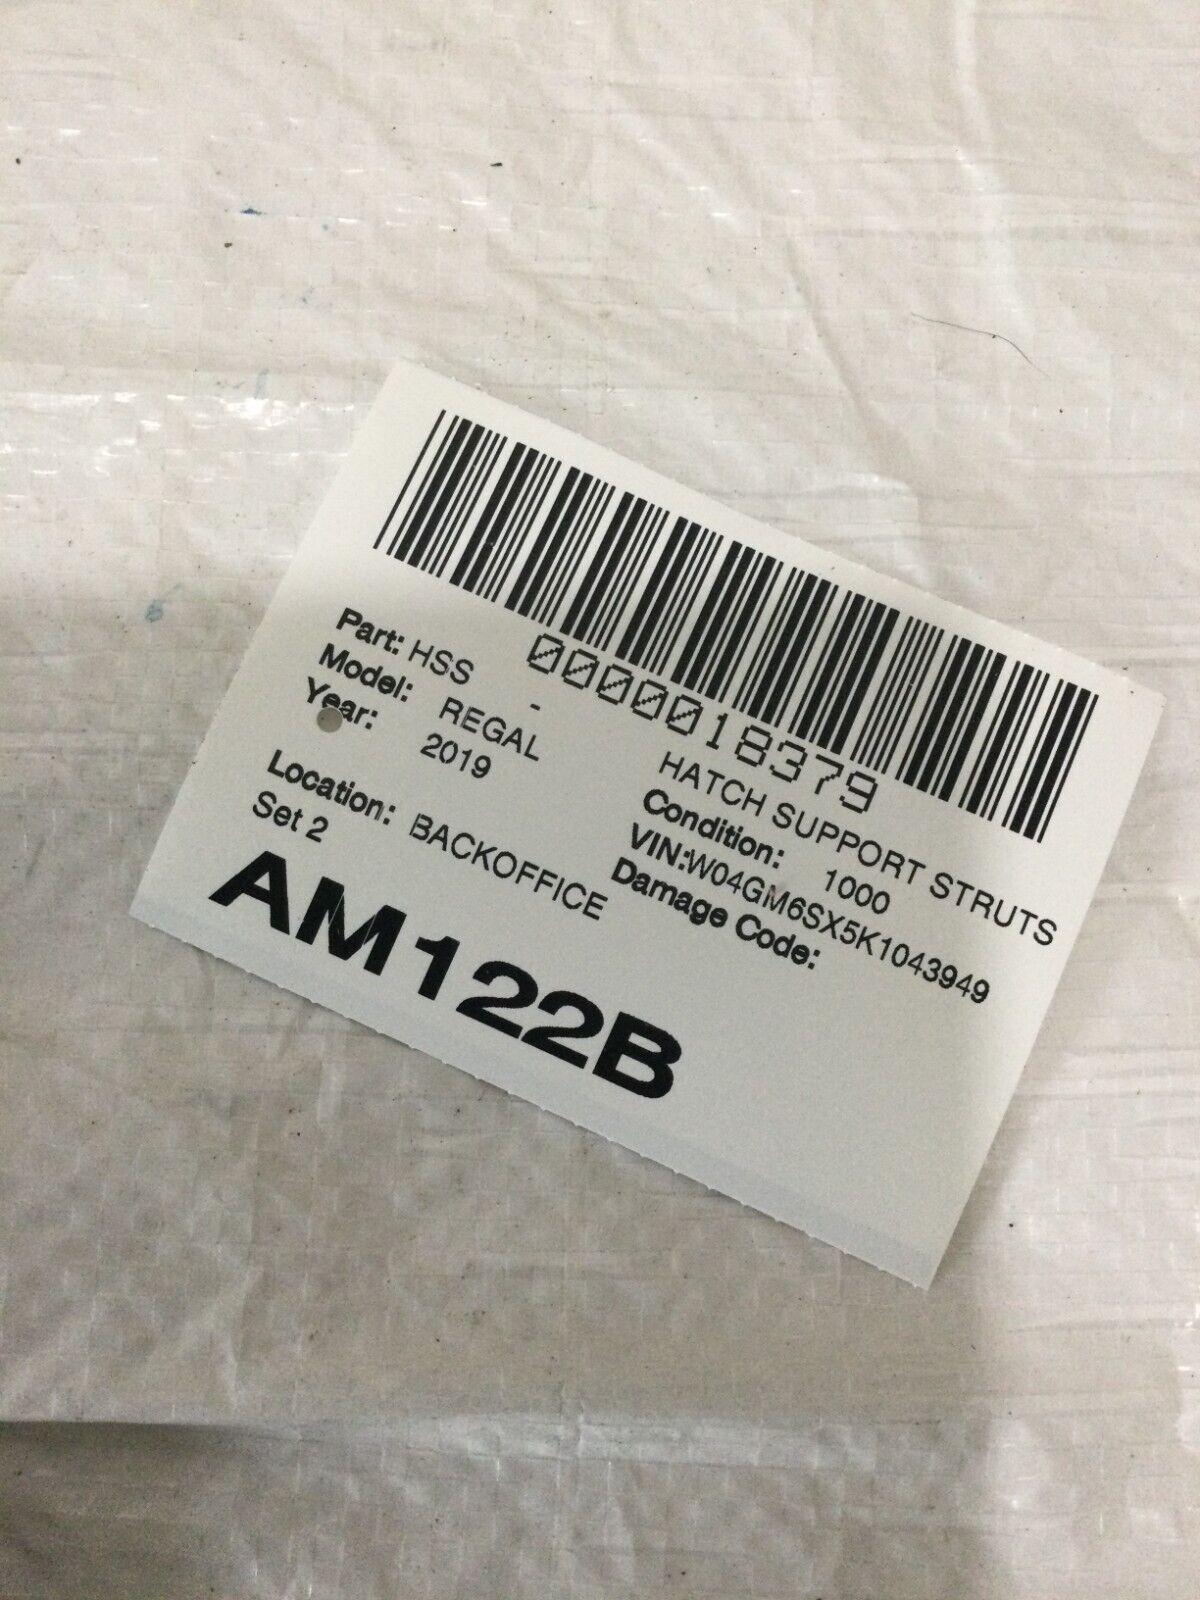 0000018379
Part: HSS - HATCH SUPPORT STRUTS
Model: REGAL Condition: 1000
Year: 2019 VIN:W04GM6SX5K1043949
Damage Code:
Location: BACKOFFICE
Set 2
AM122B